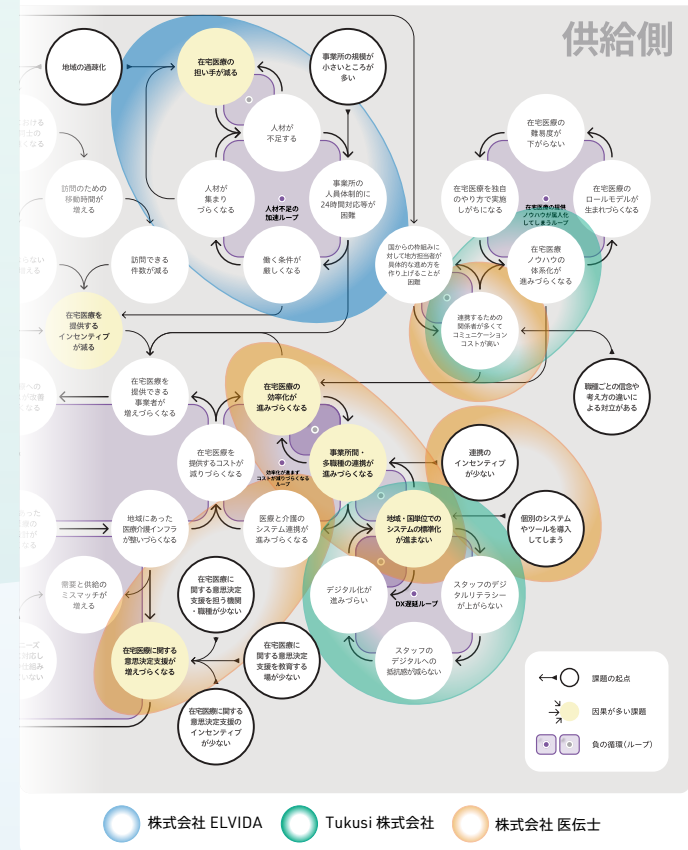 供給側
地域の過疎化
在宅医療の
担い手が減る
事業所の規模が
小さいところが
多い
人材が
不足する
人材が
集まり
づらくなる
事業所の
人員体制的に
24時間対応等が
困難
人材不足の
加速ループ
働く条件が
厳しくなる
訪問のための
移動時間が
増える
訪問できる
件数が減る
在宅医療の
難易度が
下がらない
在宅医療を独自
のやり方で実施
しがちになる
在宅医療の
ロールモデルが
生まれづらくなる
在宅医療の提供
ノウハウが属人化
してしまうループ
国からの枠組みに
対して地方担当者が
具体的な進め方を
作り上げることが
困難
在宅医療
ノウハウの
体系化が
進みづらくなる
連携するための
関係者が多くて
コミュニケーション
コストが高い
在宅医療を
提供する
インセンティブ
が減る
在宅医療を
提供できる
事業者が
増えづらくなる
在宅医療の
効率化が
進みづらくなる
職種ごとの信念や
考え方の違いに
よる対立がある
在宅医療を
提供するコストが
減りづらくなる
効率化が進まず
コストが減りづらくなる
ループ
事業所間・
多職種の連携が
進みづらくなる
連携の
インセンティブ
が少ない
地域にあった
医療介護インフラ
が整いづらくなる
医療と介護の
システム連携が
進みづらくなる
地域・国単位での
システムの標準化
が進まない
個別のシステム
やツールを導入
してしまう
需要と供給の
ミスマッチが
増える
在宅医療に
関する意思決定
支援を担う機関
・職種が少ない
デジタル化が
進みづらい
DX遅延ループ
スタッフのデジ
タルリテラシー
が上がらない
在宅医療に関する
意思決定支援が
増えづらくなる
在宅医療に
関する意思決定
支援を教育する
場が少ない
スタッフの
デジタルへの
抵抗感が減らない
在宅医療に関する
意思決定支援の
インセンティブ
が少ない
課題の起点
因果が多い課題
負の循環(ループ)
株式会社 ELVIDA
Tukusi 株式会社
株式会社 医伝士